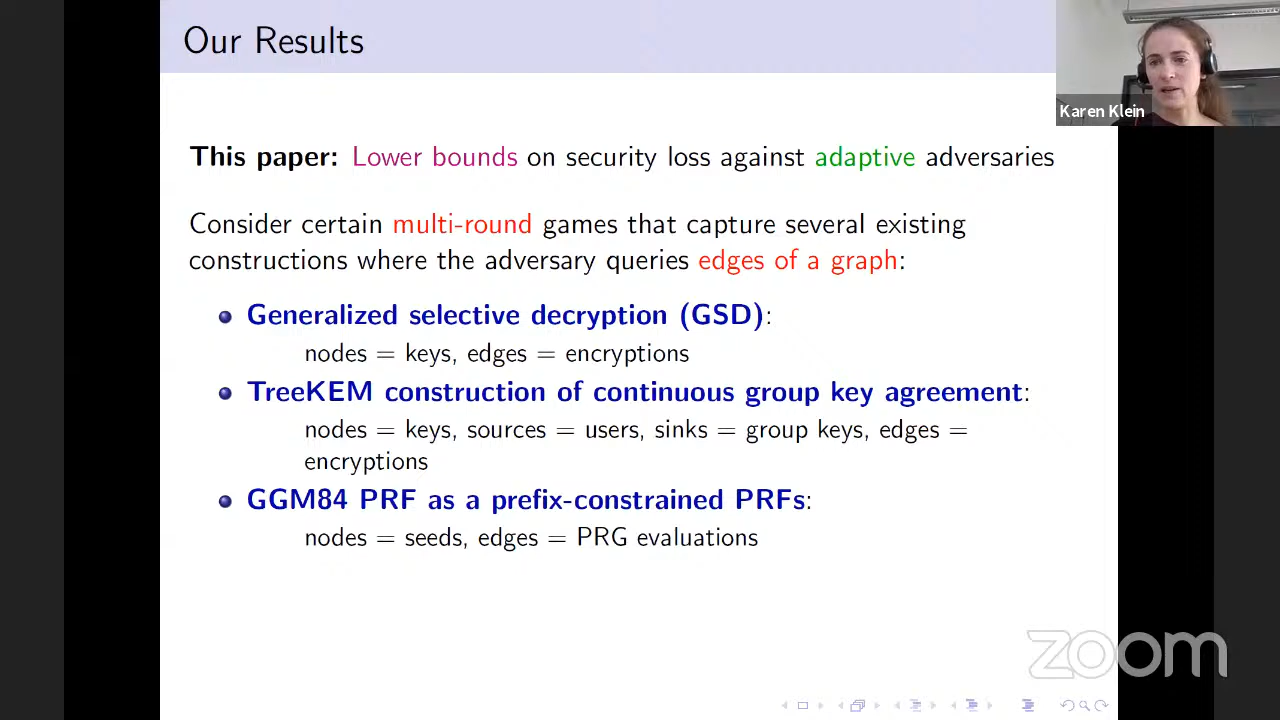 Our Results
Karen Klein
This paper: Lower bounds on security loss against adaptive adversaries
Consider certain multi-round games that capture several existing
constructions where the adversary queries edges of a graph:
Generalized selective decryption (GSD):
nodes = keys, edges = encryptions
TreeKEM construction of continuous group key agreement:
nodes = keys, sources = users, sinks = group keys, edges =
encryptions
GGM84 PRF as a prefix-constrained PRFs:
nodes = seeds, edges = PRG evaluations
zoom